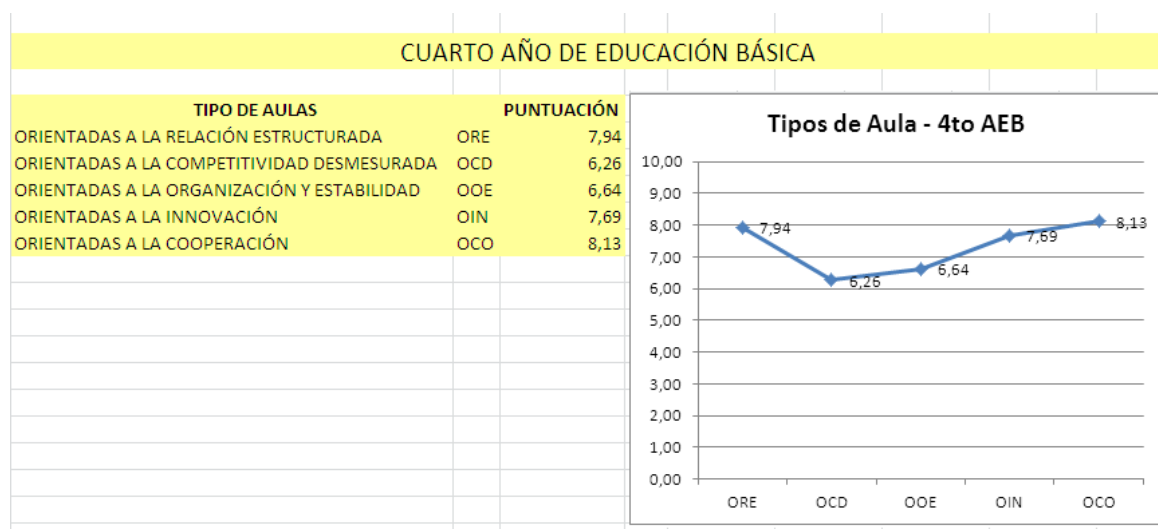 CUARTO AÑO DE EDUCACIÓN BÁSICA
TIPO DE AULAS PUNTUACIÓN
ORIENTADAS A LA RELACIÓN ESTRUCTURADA ORE 7,94
ORIENTADAS A LA COMPETITIVIDAD DESMESURADA OCD 6,26
ORIENTADAS A LA ORGANIZACIÓN Y ESTABILIDAD OOE 6,64
ORIENTADAS A LA INNOVACIÓN OIN 7,69
ORIENTADAS A LA COOPERACIÓN OCO 8,13
Tipos de Aula - 4to AEB
10,00
9,00
8,00
7,00
6,00
5,00
4,00
3,00
2,00
1,00
0,00
7,94
6,26
6,64
7,69
8,13
ORE OCD OOE OIN OCO